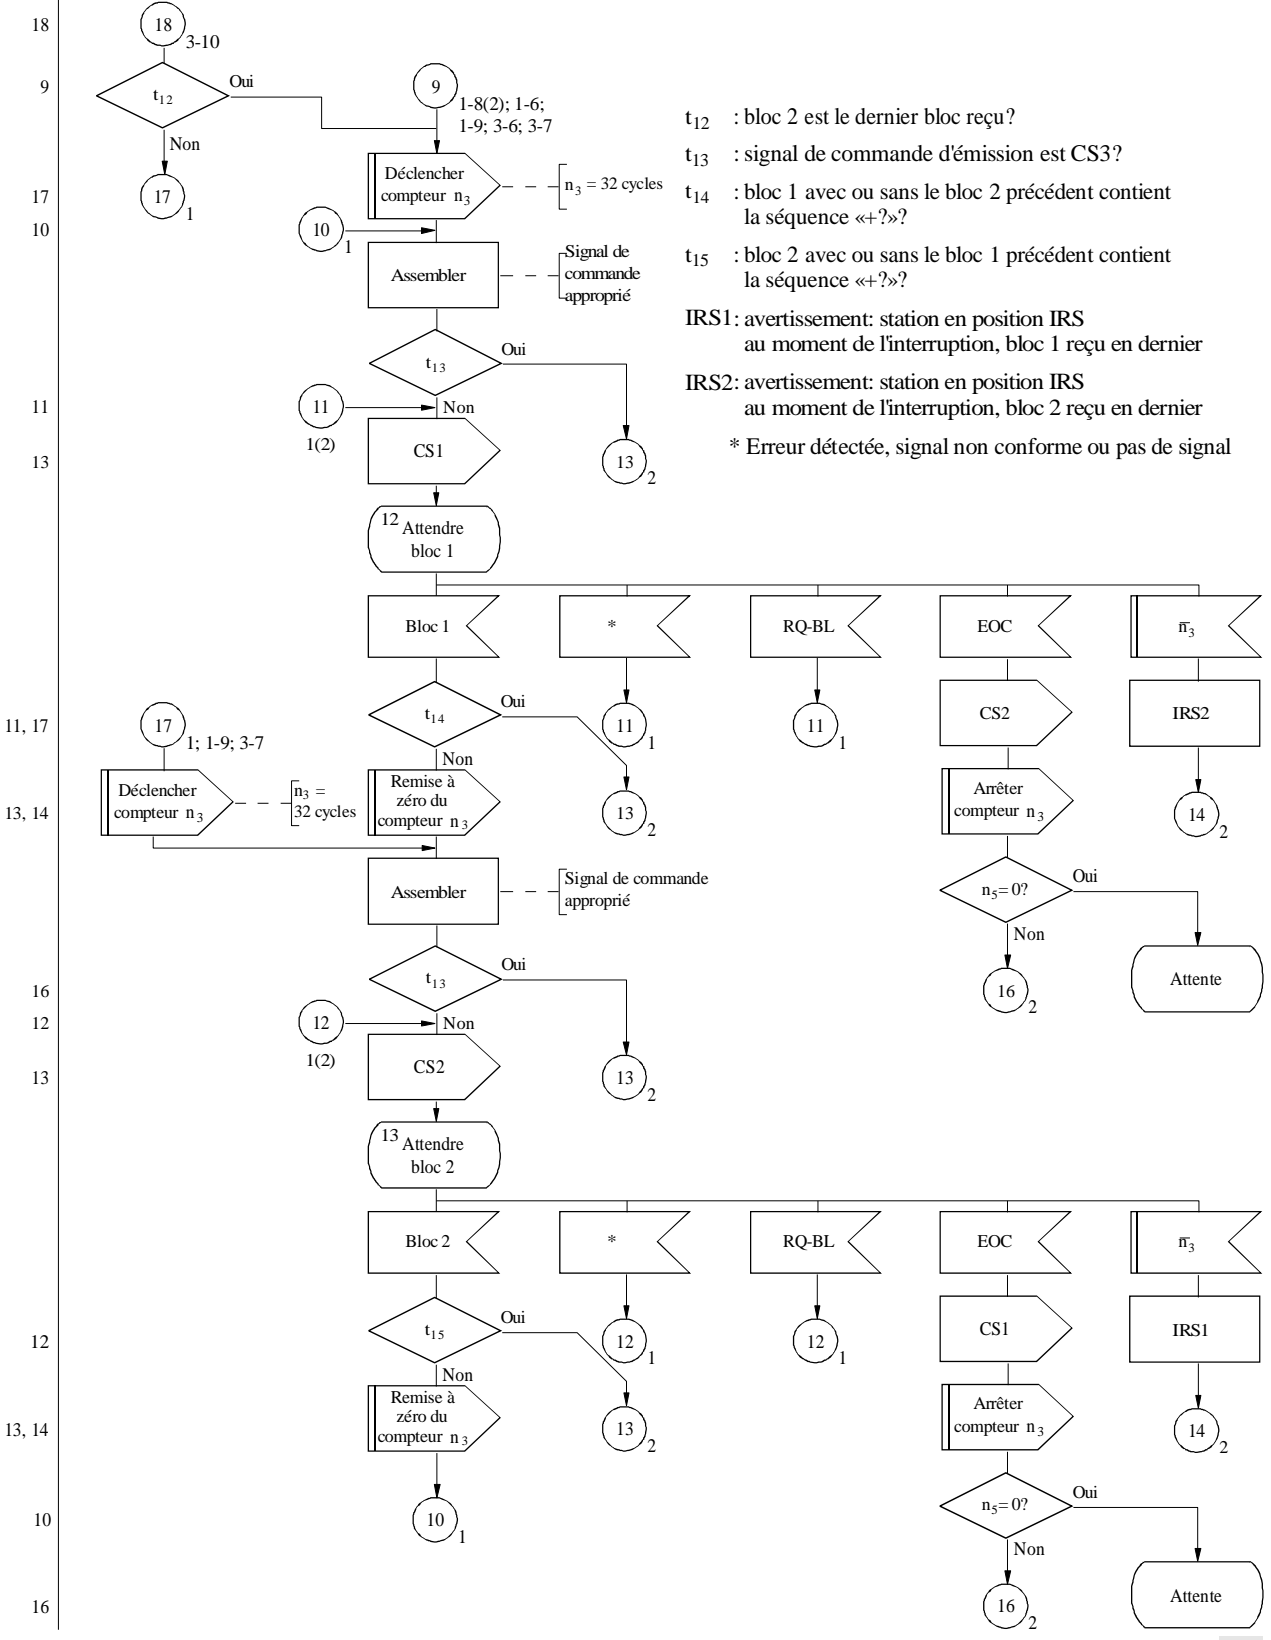 18
18
3-10
9
t12
Oui
9
1-8(2); 1-6;
1-9; 3-6; 3-7
Non
17
17
1
Déclencher
compteur n3
n3 = 32 cycles
t12 : bloc 2 est le dernier bloc reçu?
t13 : signal de commande d'émission est CS3?
t14 : bloc 1 avec ou sans le bloc 2 précédent contient
la séquence «+?»?
t15 : bloc 2 avec ou sans le bloc 1 précédent contient
la séquence «+?»?
IRS1: avertissement: station en position IRS
au moment de l'interruption, bloc 1 reçu en dernier
IRS2: avertissement: station en position IRS
au moment de l'interruption, bloc 2 reçu en dernier
* Erreur détectée, signal non conforme ou pas de signal
10
10
1
Assembler
Signal de
commande
approprié
t13
Oui
11
11
1(2)
Non
CS1
13
13
2
12 Attendre
bloc 1
Bloc 1
*
RQ-BL
EOC
n̅3
t14
Oui
11
1
11
1
CS2
IRS2
11, 17
17
1; 1-9; 3-7
Non
13, 14
Déclencher
compteur n3
n3 =
32 cycles
Remise à
zéro du
compteur n3
13
2
Arrêter
compteur n3
14
2
Assembler
Signal de commande
approprié
n5= 0?
Oui
Non
t13
Oui
16
16
2
Attente
12
12
1(2)
Non
CS2
13
13
2
13 Attendre
bloc 2
Bloc 2
*
RQ-BL
EOC
n̅3
t15
Oui
12
12
1
12
1
CS1
IRS1
Non
13, 14
Remise à
zéro du
compteur n3
13
2
Arrêter
compteur n3
14
2
10
10
1
n5= 0?
Oui
Non
16
16
2
Attente